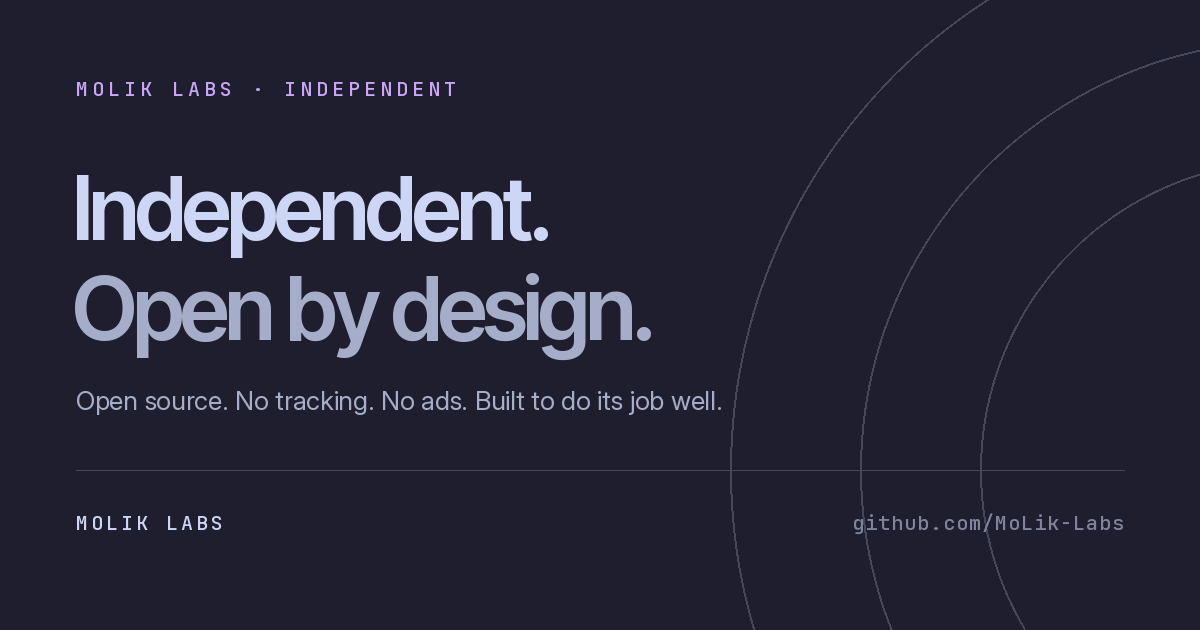 MOLIK LABS · INDEPENDENT
Independent.
Open by design.
Open source. No tracking. No ads. Built to do its job well.
MOLIK LABS
github.com/MoLik-Labs